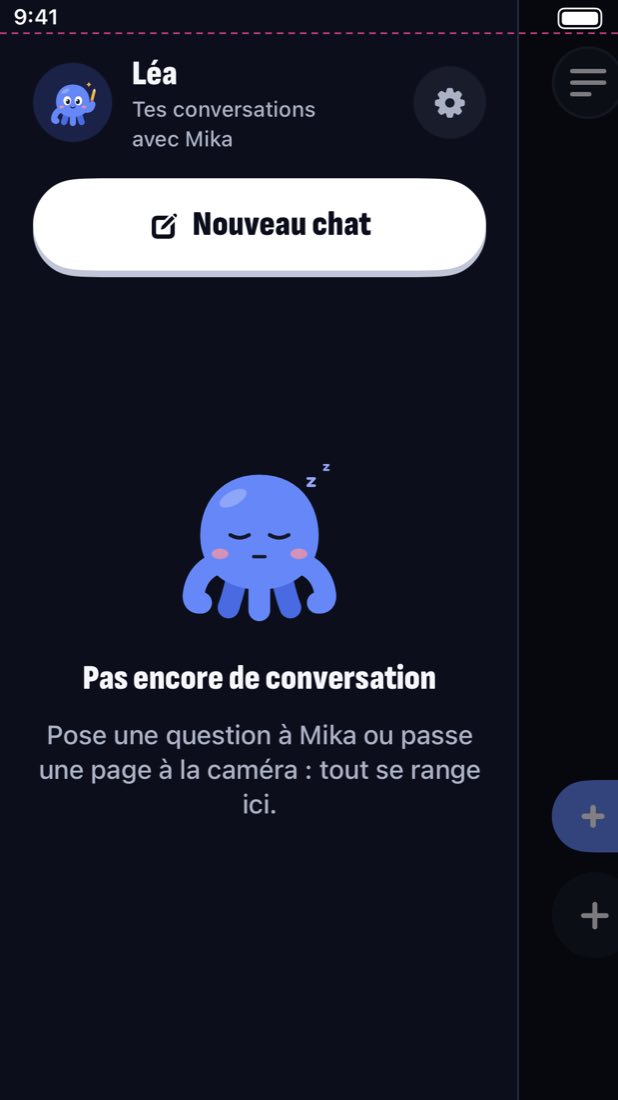 9:41
Léa
Tes conversations
avec Mika
Nouveau chat
z
z
Pas encore de conversation
Pose une question à Mika ou passe
une page à la caméra : tout se range
ici.